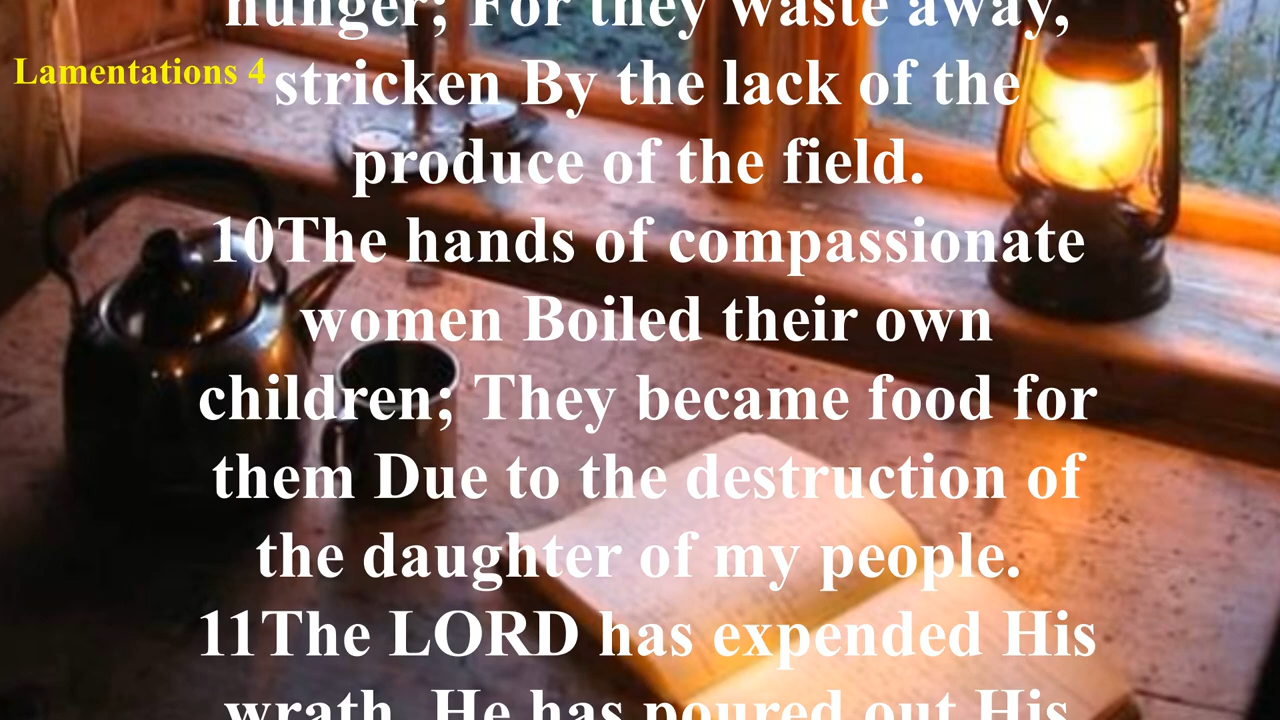 hunger; For they waste away,
Lamentations 4
stricken By the lack of the
produce of the field.
10The hands of compassionate
women Boiled their own
children; They became food for
them Due to the destruction of
the daughter of my people.
11The LORD has expended His
wrath, He has poured out His